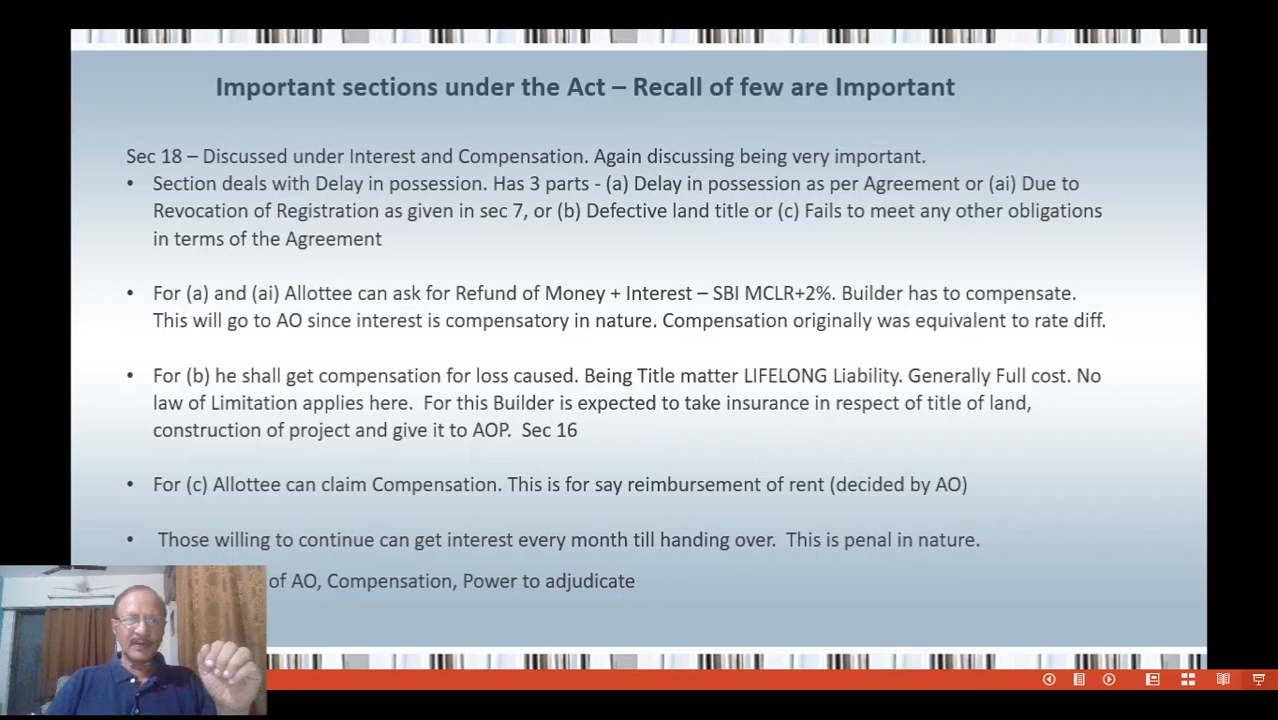 Important sections under the Act – Recall of few are Important
Sec 18 – Discussed under Interest and Compensation. Again discussing being very important.
• Section deals with Delay in possession. Has 3 parts - (a) Delay in possession as per Agreement or (ai) Due to
Revocation of Registration as given in sec 7, or (b) Defective land title or (c) Fails to meet any other obligations
in terms of the Agreement
• For (a) and (ai) Allottee can ask for Refund of Money + Interest – SBI MCLR+2%. Builder has to compensate.
This will go to AO since interest is compensatory in nature. Compensation originally was equivalent to rate diff.
• For (b) he shall get compensation for loss caused. Being Title matter LIFELONG Liability. Generally Full cost. No
law of Limitation applies here. For this Builder is expected to take insurance in respect of title of land,
construction of project and give it to AOP. Sec 16
• For (c) Allottee can claim Compensation. This is for say reimbursement of rent (decided by AO)
• Those willing to continue can get interest every month till handing over. This is penal in nature.
of AO, Compensation, Power to adjudicate